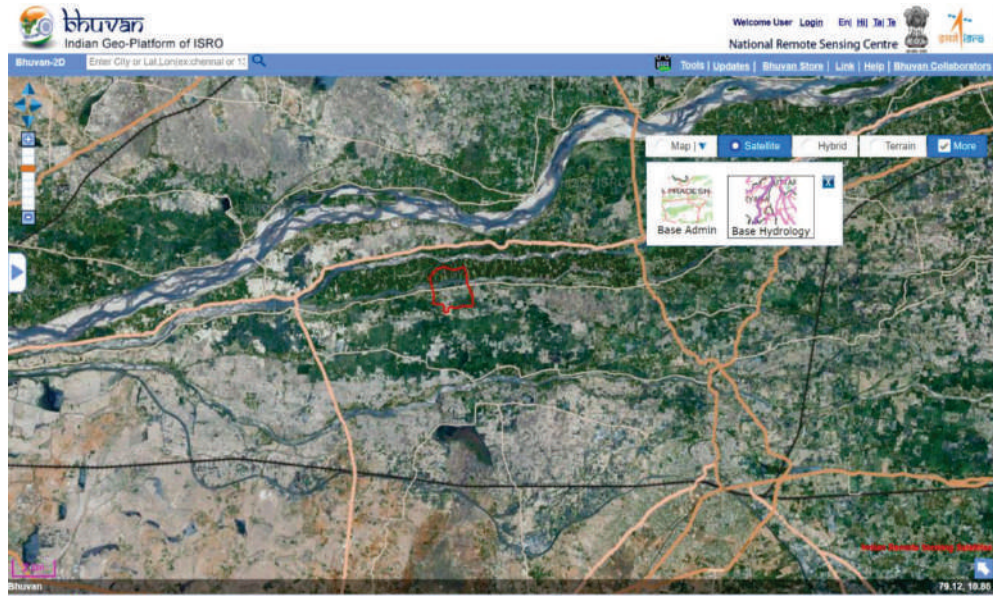 bhuvan
Indian Geo-Platform of ISRO
Welcome User Login En| Hi| Ta| Te
National Remote Sensing Centre
Bhuvan-2D
Enter City or Lat,Lon(ex:chennai or 1
Tools | Updates | Bhuvan Store | Link | Help | Bhuvan Collaborators
Map | Satellite Hybrid Terrain More
Base Admin
Base Hydrology
Bhuvan
79.12, 10.86